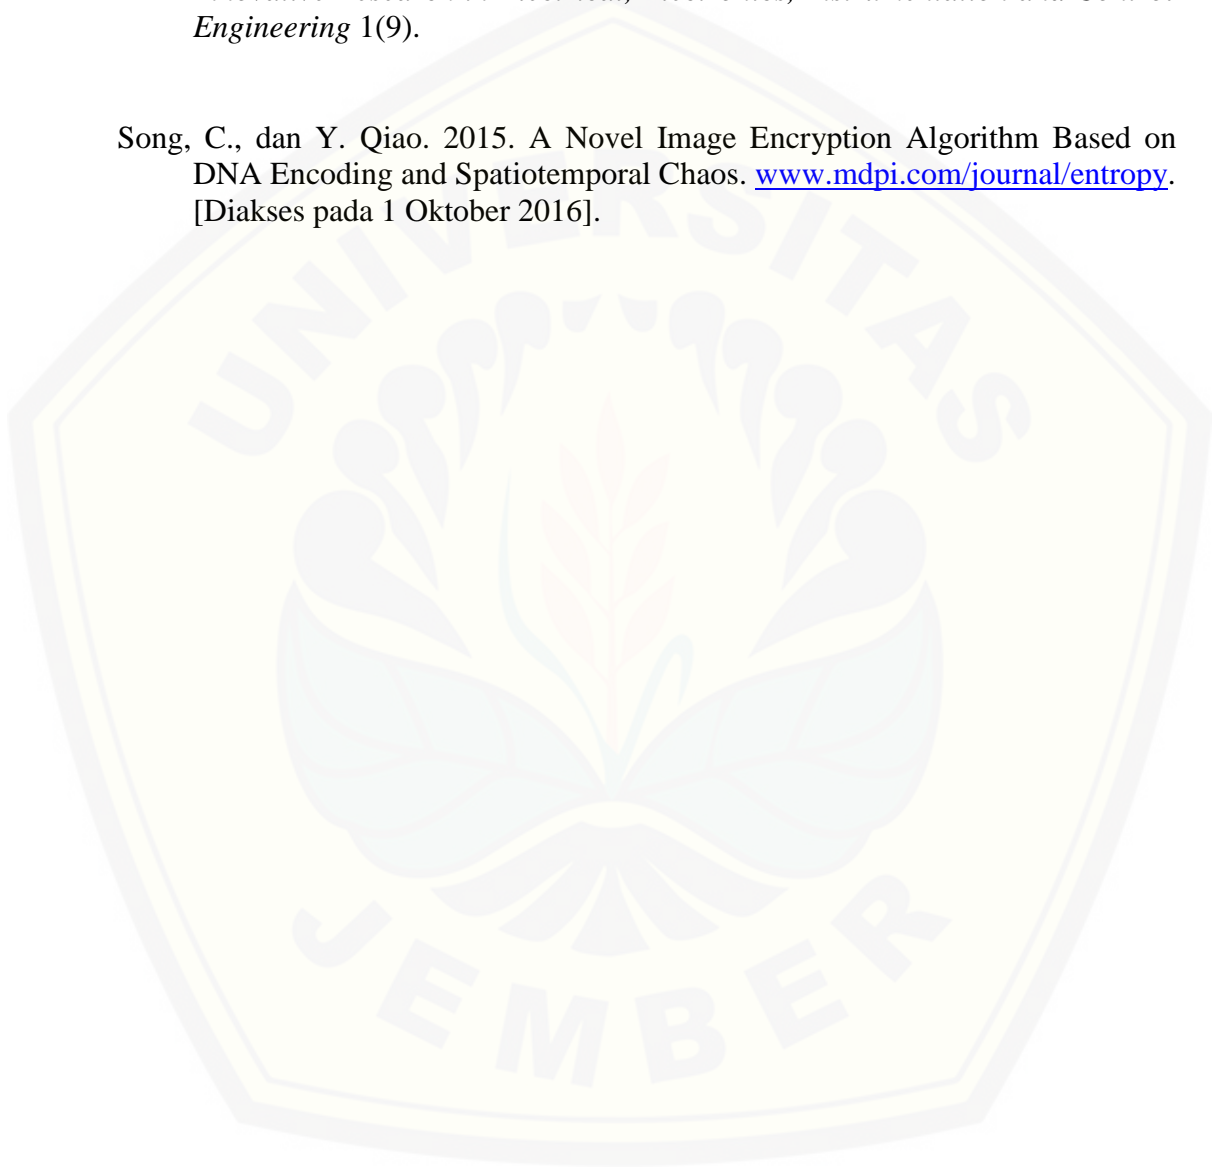 Engineering 1(9).
Song, C., dan Y. Qiao. 2015. A Novel Image Encryption Algorithm Based on
DNA Encoding and Spatiotemporal Chaos. www.mdpi.com/journal/entropy.
[Diakses pada 1 Oktober 2016].
UNIVERSITAS
JEMBER